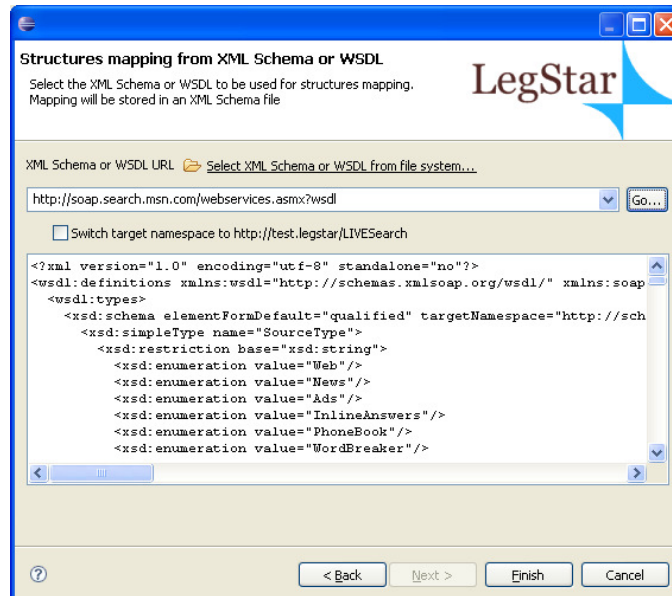 Structures mapping from XML Schema or WSDL
Select the XML Schema or WSDL to be used for structures mapping.
Mapping will be stored in an XML Schema file
LegStar
XML Schema or WSDL URL Select XML Schema or WSDL from file system...
http://soap.search.msn.com/webservices.asmx?wsdl
Go...
Switch target namespace to http://test.legstar/LIVESearch
<?xml version="1.0" encoding="utf-8" standalone="no"?>
<wsdl:definitions xmlns:wsdl="http://schemas.xmlsoap.org/wsdl/" xmlns:soap
<wsdl:types>
<xsd:schema elementFormDefault="qualified" targetNamespace="http://sch
<xsd:simpleType name="SourceType">
<xsd:restriction base="xsd:string">
<xsd:enumeration value="Web"/>
<xsd:enumeration value="News"/>
<xsd:enumeration value="Ads"/>
<xsd:enumeration value="InlineAnswers"/>
<xsd:enumeration value="PhoneBook"/>
<xsd:enumeration value="WordBreaker"/>
? < Back Next > Finish Cancel